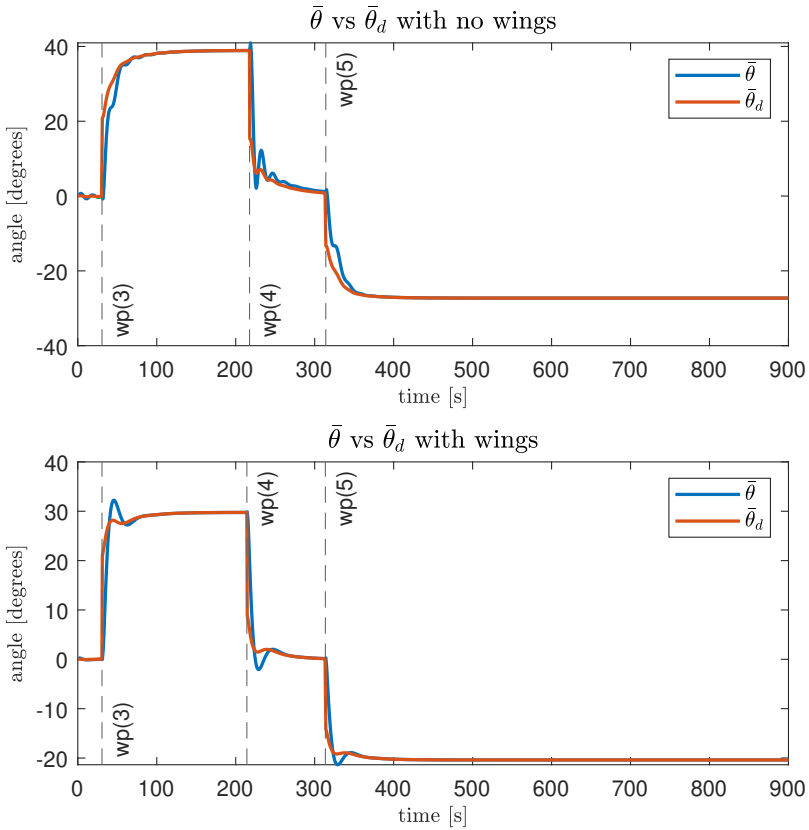 θ̄ vs θ̄_d with no wings
40
20
0
-20
-40
angle [degrees]
wp(3)
wp(4)
wp(5)
θ̄
θ̄_d
0 100 200 300 400 500 600 700 800 900
time [s]
θ̄ vs θ̄_d with wings
40
30
20
10
0
-10
-20
angle [degrees]
wp(3)
wp(4)
wp(5)
θ̄
θ̄_d
0 100 200 300 400 500 600 700 800 900
time [s]